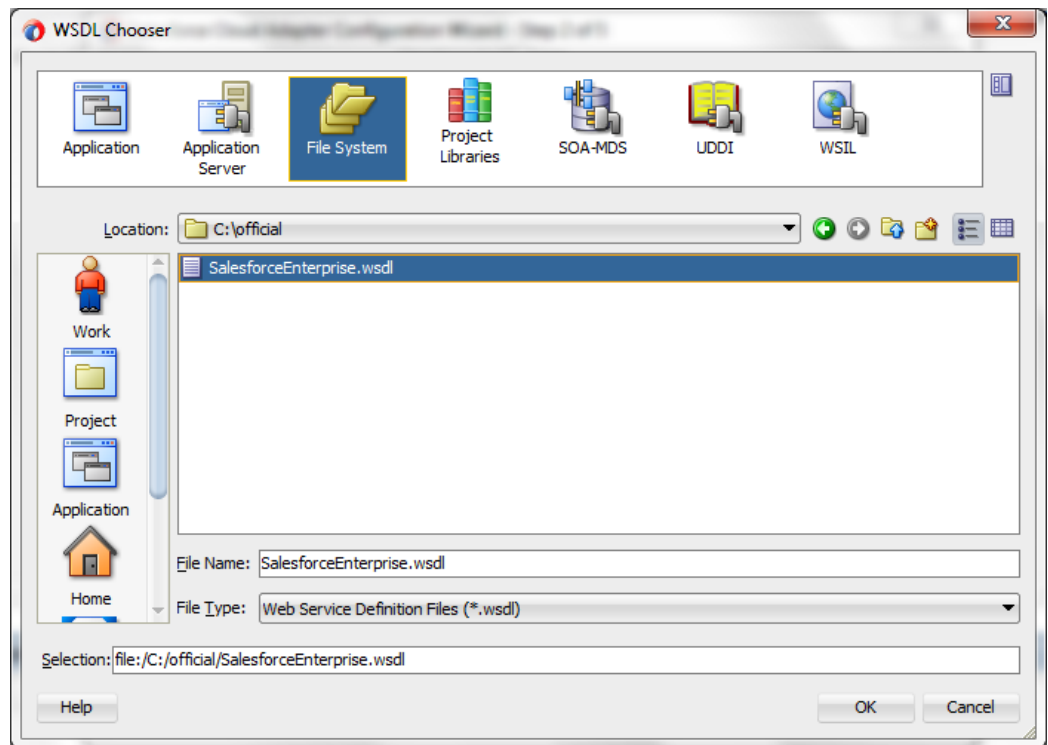 WSDL Chooser
Application
Application
Server
File System
Project
Libraries
SOA-MDS
UDDI
WSIL
Location: C:\official
SalesforceEnterprise.wsdl
Work
Project
Application
Home
File Name: SalesforceEnterprise.wsdl
File Type: Web Service Definition Files (*.wsdl)
Selection: file:/C:/official/SalesforceEnterprise.wsdl
Help
OK
Cancel